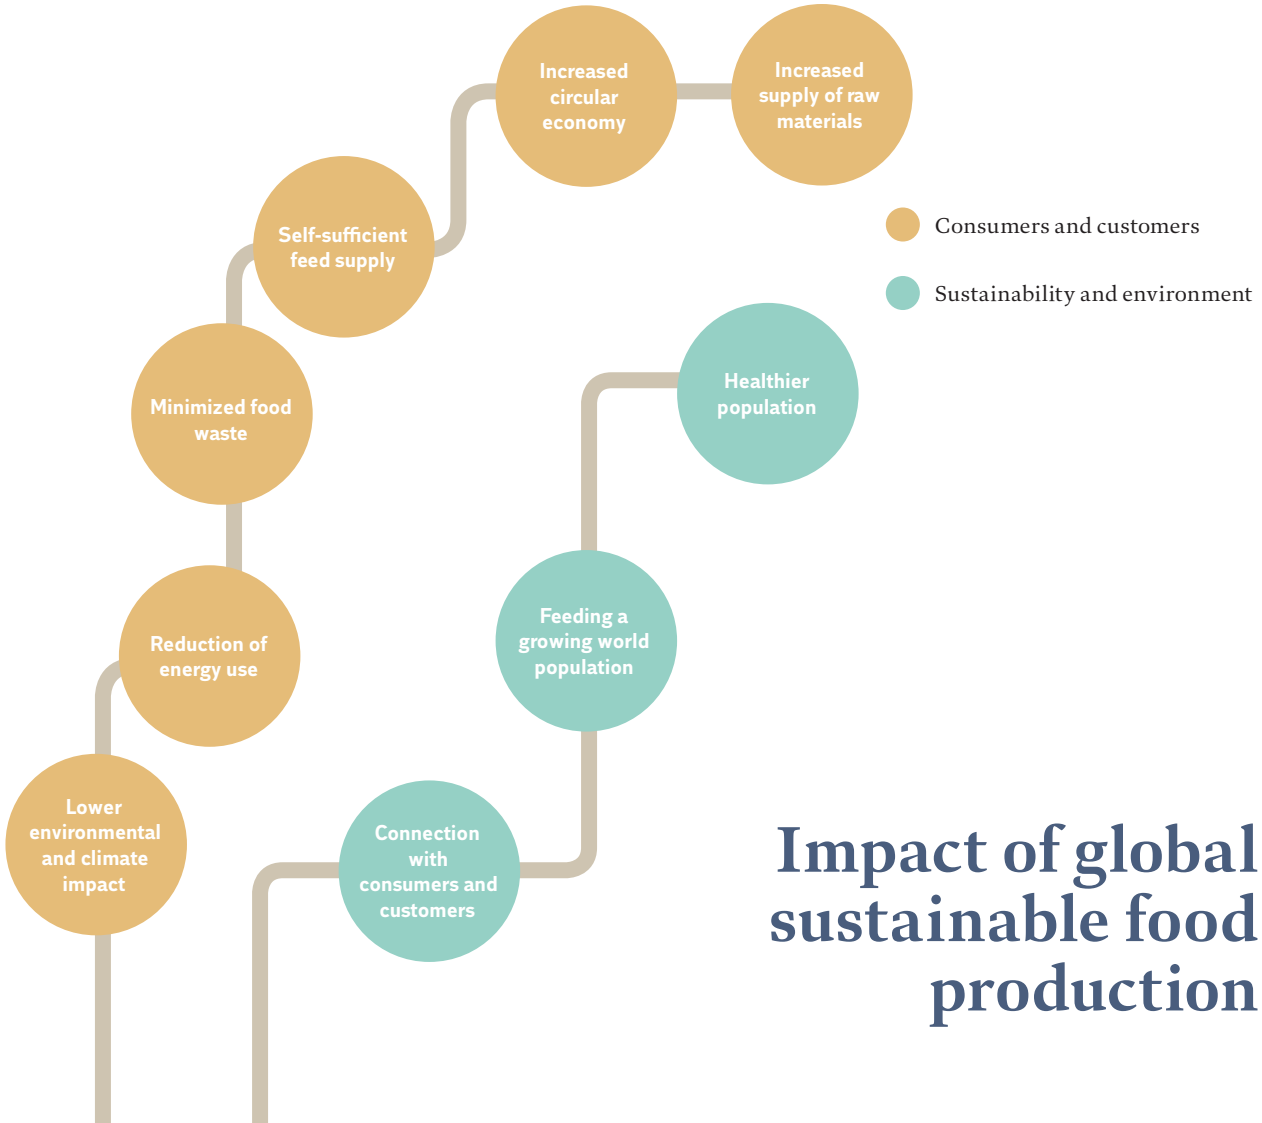 Increased
circular
economy
Increased
supply of raw
materials
Self-sufficient
feed supply
Consumers and customers
Sustainability and environment
Minimized food
waste
Healthier
population
Reduction of
energy use
Feeding a
growing world
population
Lower
environmental
and climate
impact
Connection
with
consumers and
customers
Impact of global
sustainable food
production